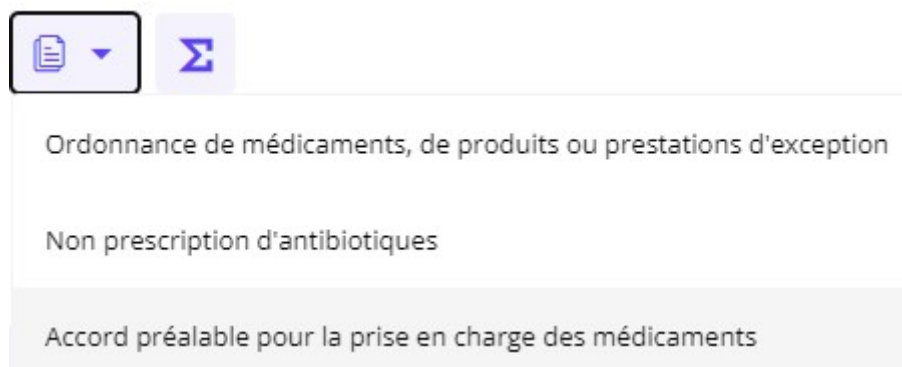 Σ
Ordonnance de médicaments, de produits ou prestations d'exception
Non prescription d'antibiotiques
Accord préalable pour la prise en charge des médicaments